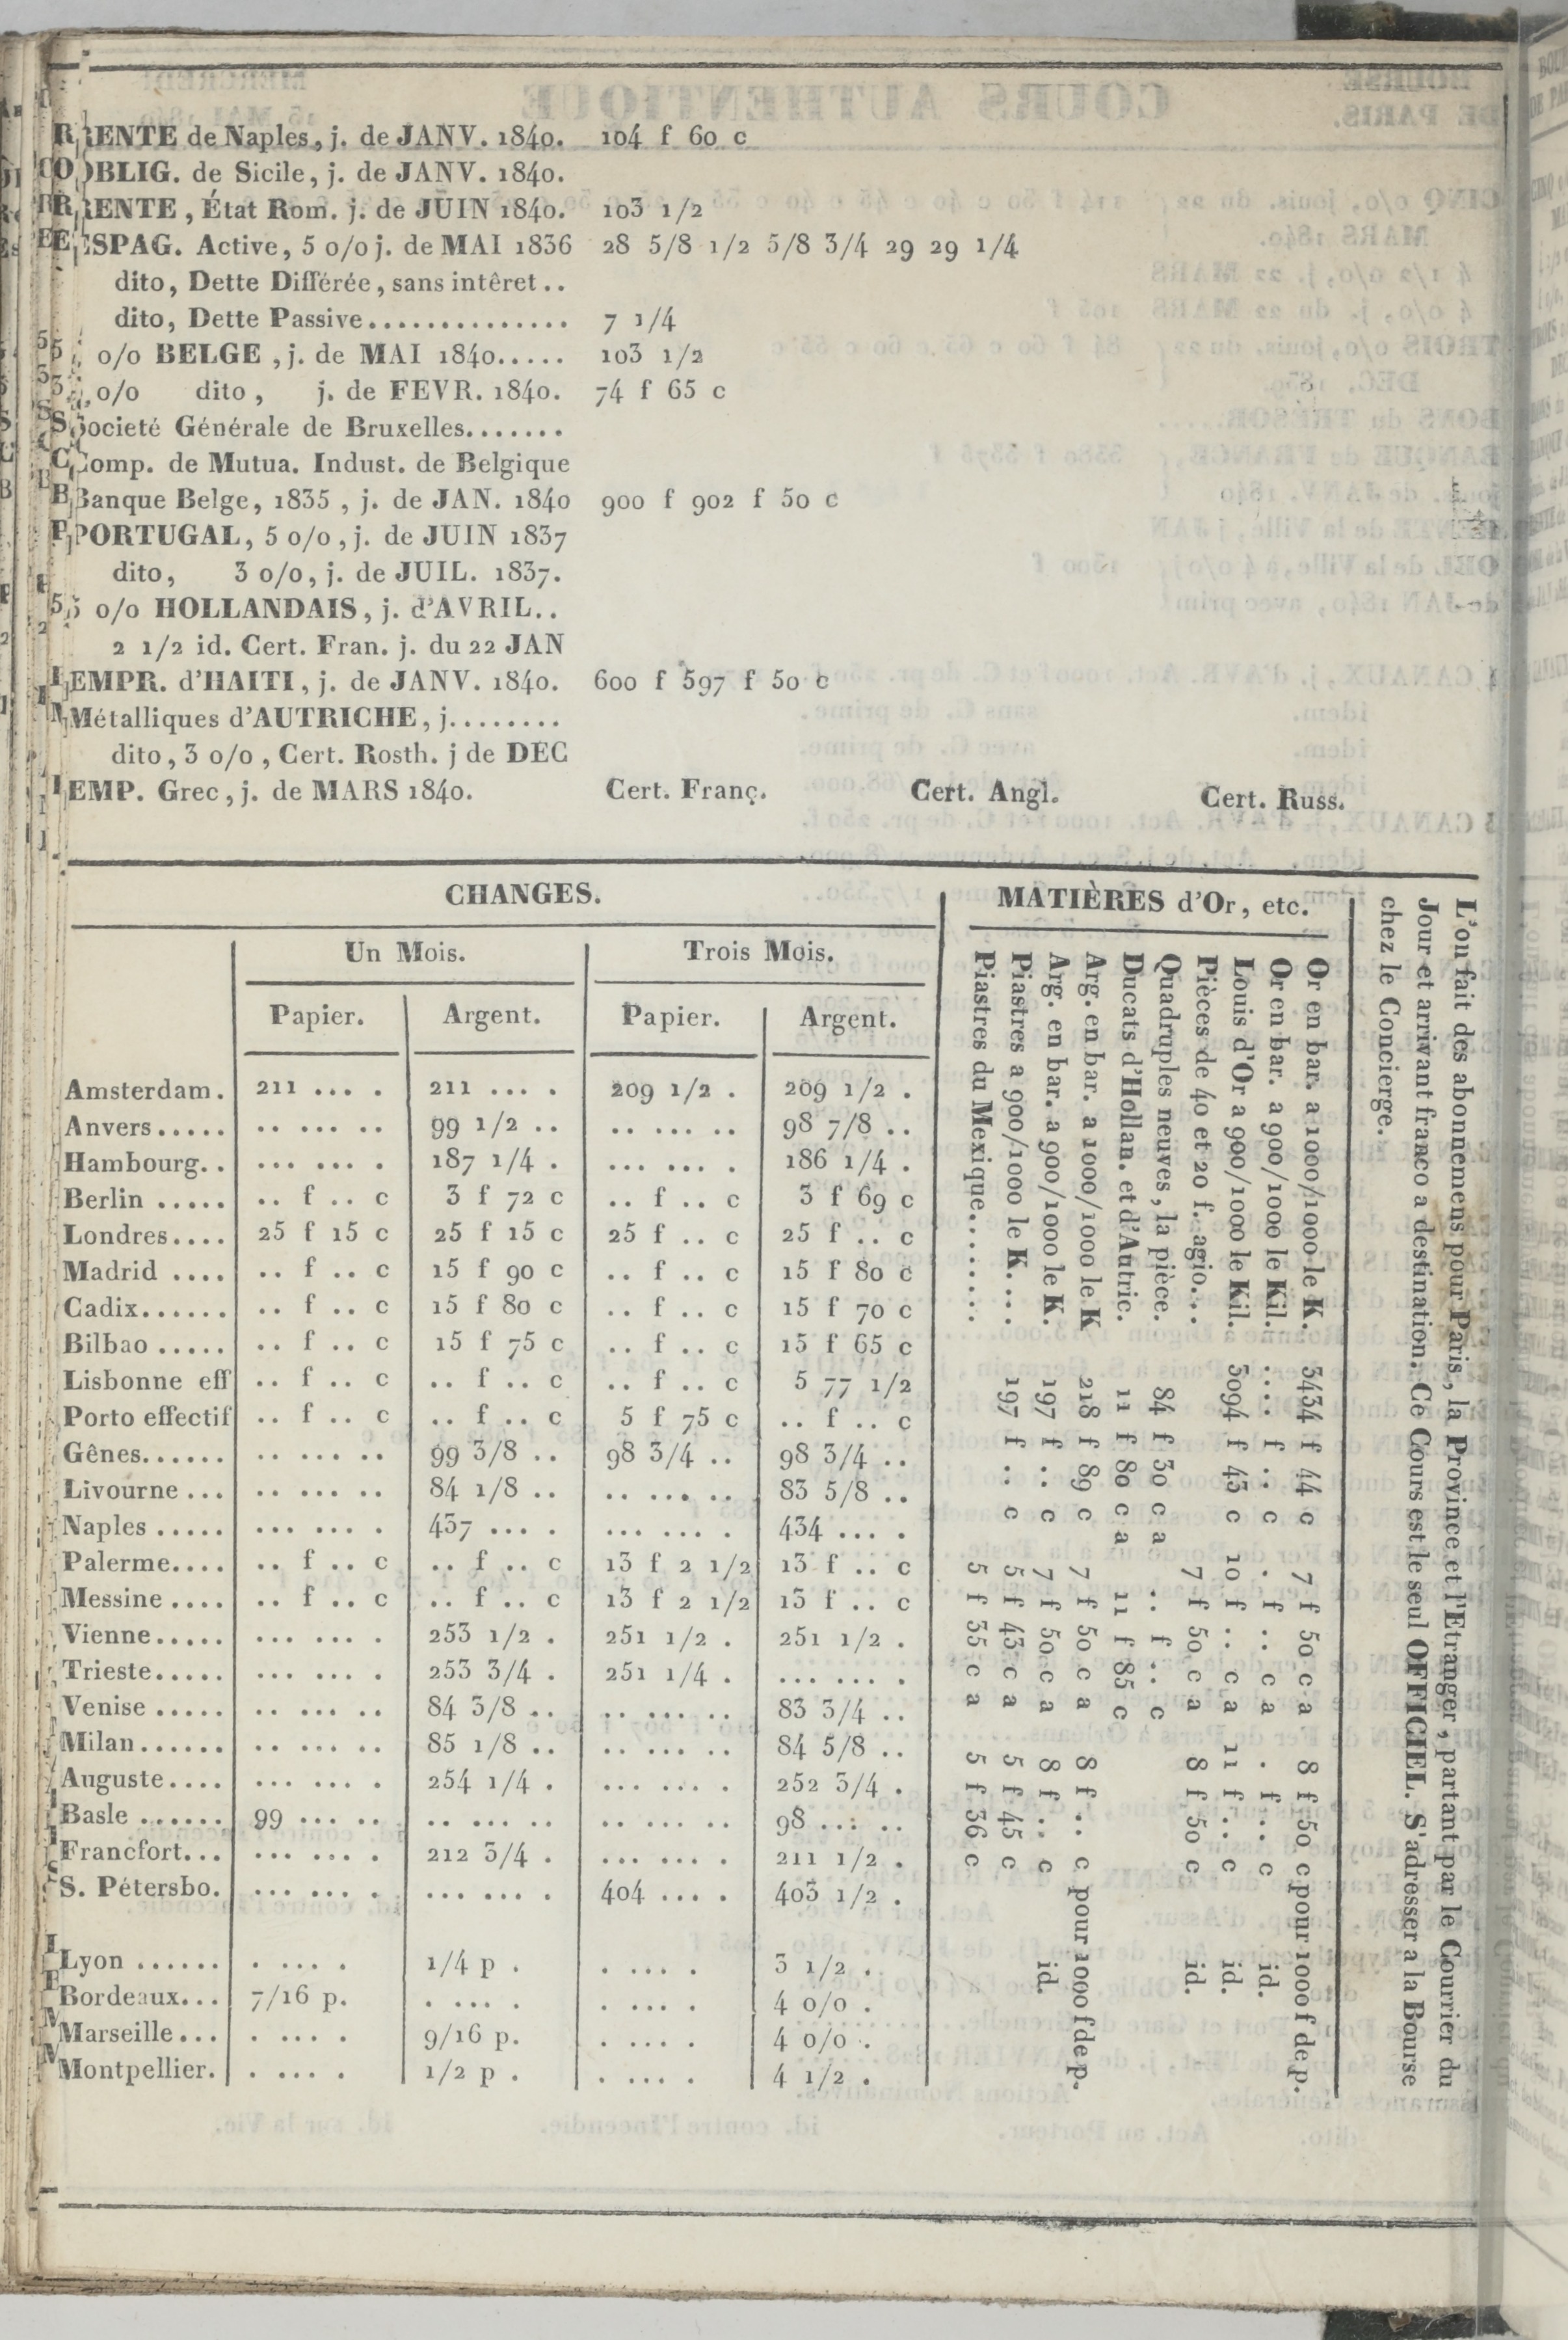 RENTE de Naples, j. de JANV. 1840. 104 f 60 c
OBLIG. de Sicile, j. de JANV. 1840.
RENTE, État Rom. j. de JUIN 1840. 103 1/2
ESPAG. Active, 5 o/o j. de MAI 1836 28 5/8 1/2 5/8 3/4 29 29 1/4
dito, Dette Différée, sans intêret..
dito, Dette Passive.............. 7 1/4
5 o/o BELGE, j. de MAI 1840..... 103 1/2
3 o/o dito, j. de FEVR. 1840. 74 f 65 c
Societé Générale de Bruxelles.......
Comp. de Mutua. Indust. de Belgique
Banque Belge, 1835, j. de JAN. 1840 900 f 902 f 50 c
PORTUGAL, 5 o/o, j. de JUIN 1837
dito, 3 o/o, j. de JUIL. 1837.
5 o/o HOLLANDAIS, j. d'AVRIL..
2 1/2 id. Cert. Fran. j. du 22 JAN
EMPR. d'HAITI, j. de JANV. 1840. 600 f 597 f 50 c
Métalliques d'AUTRICHE, j........
dito, 3 o/o, Cert. Rosth. j de DEC
EMP. Grec, j. de MARS 1840. Cert. Franç. Cert. Angl. Cert. Russ.
CHANGES.
Un Mois. Trois Mois.
Papier. Argent. Papier. Argent.
Amsterdam. 211 ... . 211 ... . 209 1/2 . 209 1/2 .
Anvers..... .. ... .. 99 1/2 .. .. ... .. 98 7/8 ..
Hambourg.. ... ... . 187 1/4 . ... ... . 186 1/4 .
Berlin ..... .. f .. c 3 f 72 c .. f .. c 3 f 69 c
Londres.... 25 f 15 c 25 f 15 c 25 f .. c 25 f .. c
Madrid .... .. f .. c 15 f 90 c .. f .. c 15 f 80 c
Cadix...... .. f .. c 15 f 80 c .. f .. c 15 f 70 c
Bilbao ..... .. f .. c 15 f 75 c .. f .. c 15 f 65 c
Lisbonne eff .. f .. c .. f .. c .. f .. c 5 77 1/2
Porto effectif .. f .. c .. f .. c 5 f 75 c .. f .. c
Gênes...... .. ... .. 99 3/8 .. 98 3/4 .. 98 3/4 ..
Livourne ... .. ... .. 84 1/8 .. .. ... .. 83 5/8 ..
Naples ..... ... ... . 437 ... . ... ... . 434 ... .
Palerme.... .. f .. c .. f .. c 13 f 2 1/2 13 f .. c
Messine .... .. f .. c .. f .. c 13 f 2 1/2 13 f .. c
Vienne..... ... ... . 253 1/2 . 251 1/2 . 251 1/2 .
Trieste..... ... ... . 253 3/4 . 251 1/4 . ... ... .
Venise ..... .. ... .. 84 3/8 .. .. ... .. 83 3/4 ..
Milan...... .. ... .. 85 1/8 .. .. ... .. 84 5/8 ..
Auguste.... ... ... . 254 1/4 . ... ... . 252 3/4 .
Basle ...... 99 ... .. .. ... .. .. ... .. 98 ... ..
Francfort... ... ... . 212 3/4 . ... ... . 211 1/2 .
S. Pétersbo. ... ... . ... ... . 404 ... . 403 1/2 .
Lyon ...... . ... . 1/4 p . . ... . 3 1/2 .
Bordeaux... 7/16 p. . ... . . ... . 4 o/o .
Marseille... . ... . 9/16 p. . ... . 4 o/o .
Montpellier. . ... . 1/2 p . . ... . 4 1/2 .
MATIÈRES d'Or, etc.
Or en bar. a 1000/1000 le K. 3434 f 44 c 7 f 50 c a 8 f 50 c pour 1000 f de p.
Or en bar. a 900/1000 le Kil. .... f .. c . f .. c a . f .. c id.
Louis d'Or a 900/1000 le Kil. 3094 f 43 c 10 f .. c a 11 f .. c id.
Pièces de 40 et 20 f. agio... 7 f 50 c a 8 f 50 c id.
Quadruples neuves, la pièce. 84 f 30 c a .. f .. c
Ducats d'Hollan. et d'Autric. 11 f 80 c a 11 f 85 c
Arg. en bar. a 1000/1000 le K 218 f 89 c 7 f 50 c a 8 f .. c pour 1000 f de p.
Arg. en bar. a 900/1000 le K. 197 f .. c 7 f 50 c a 8 f .. c id.
Piastres a 900/1000 le K. ... 197 f .. c 5 f 43 c a 5 f 45 c
Piastres du Mexique....... 5 f 35 c a 5 f 36 c
L'on fait des abonnemens pour Paris, la Province et l'Etranger, partant par le Courrier du
Jour et arrivant franco a destination. Ce Cours est le seul OFFICIEL. S'adresser a la Bourse
chez le Concierge.